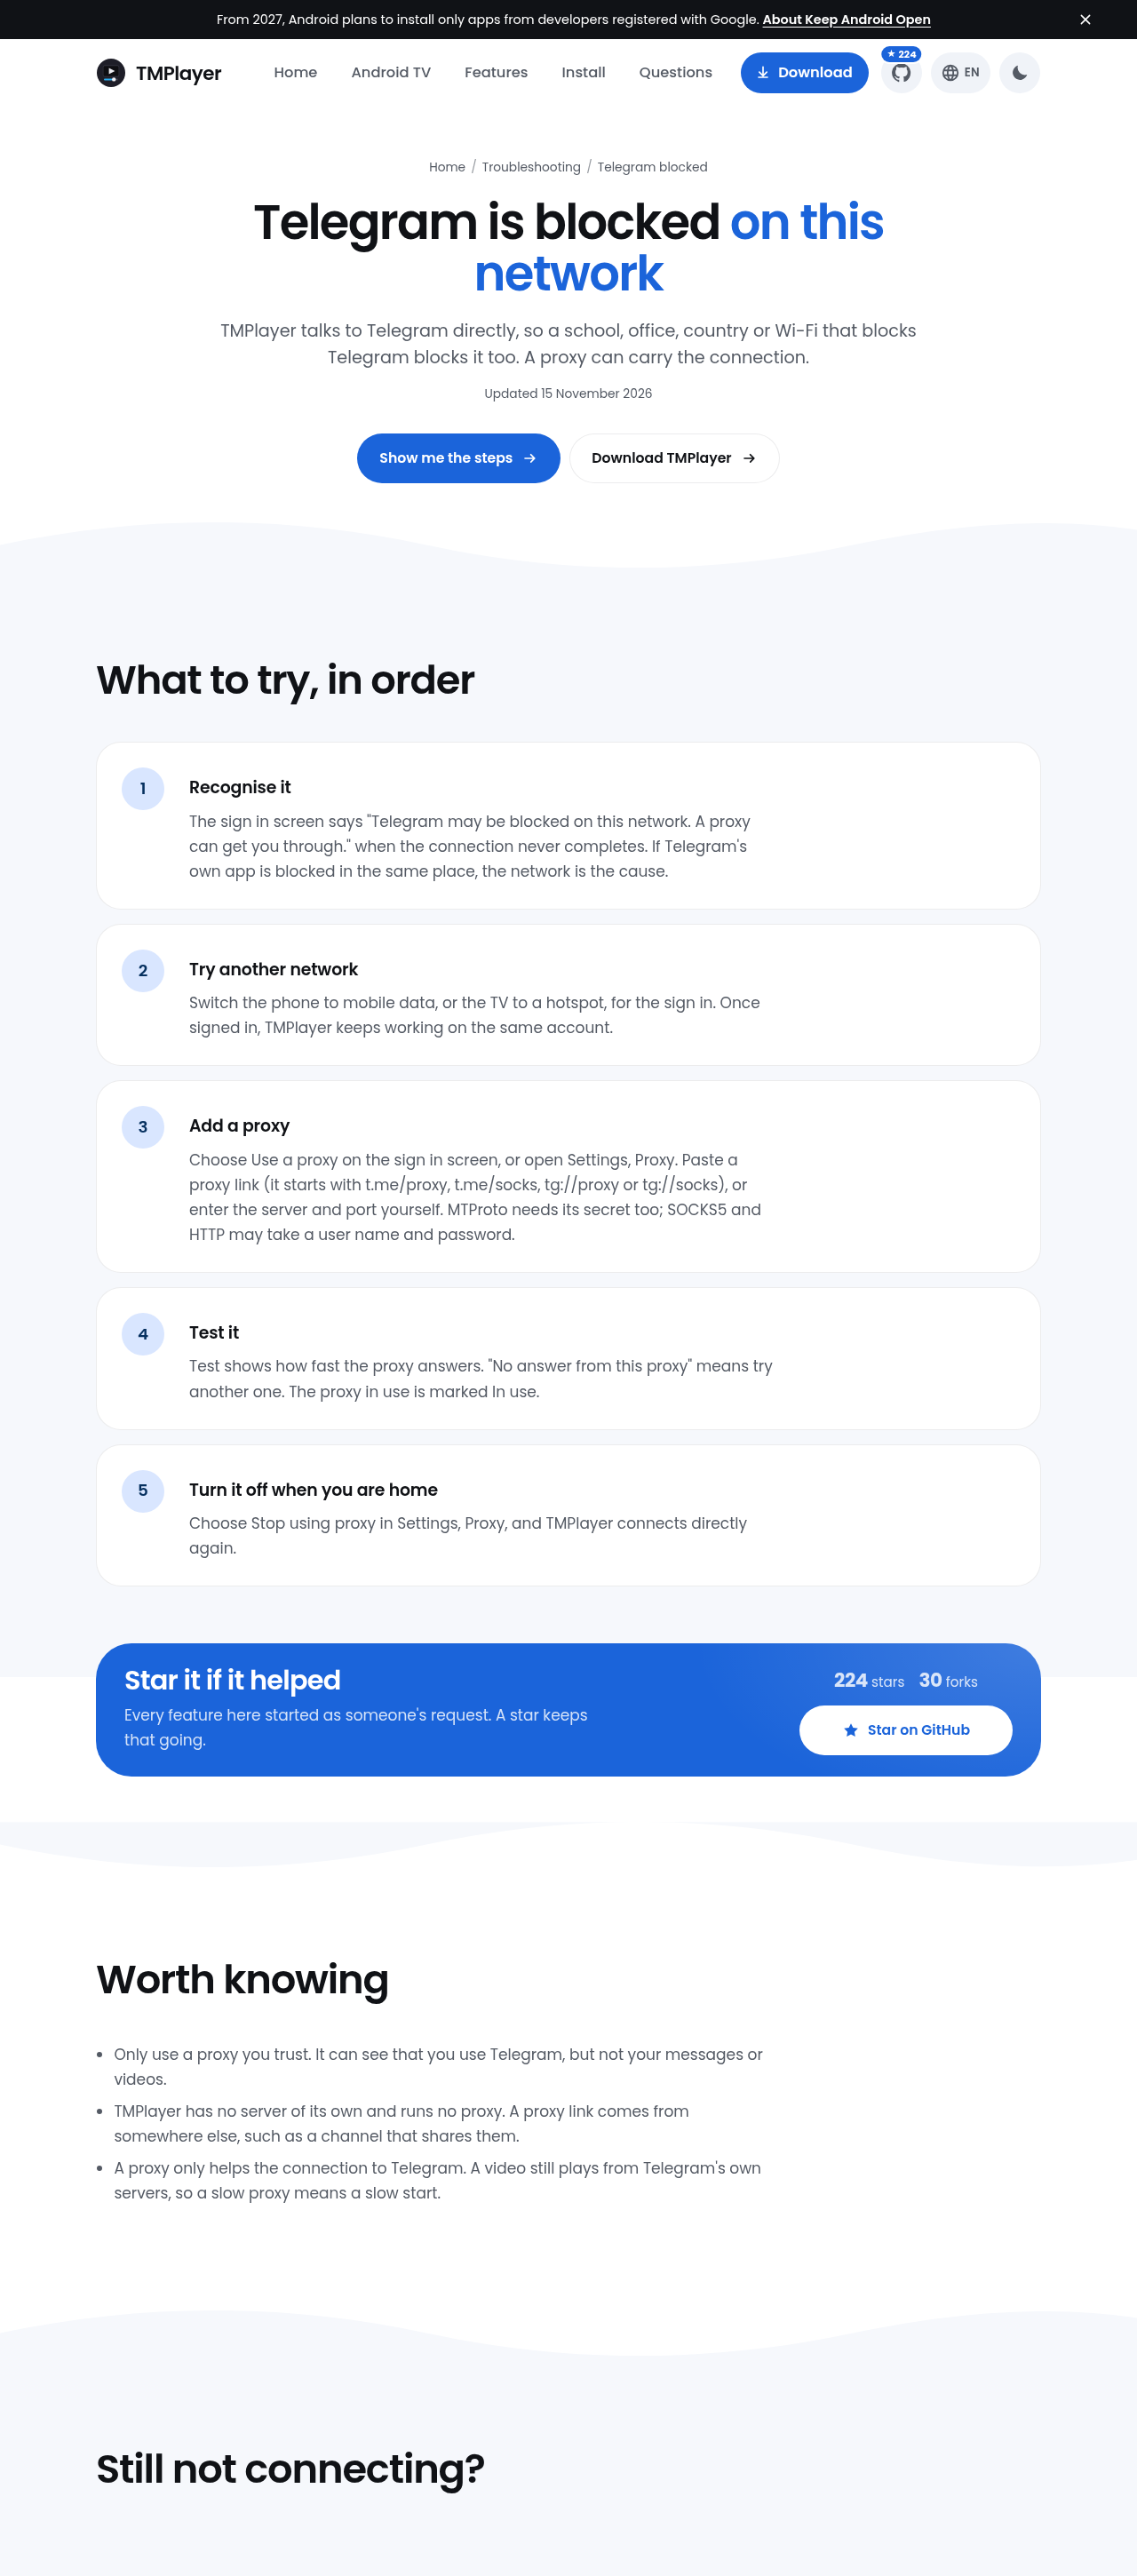 From 2027, Android plans to install only apps from developers registered with Google. About Keep Android Open
TMPlayer
Home
Android TV
Features
Install
Questions
Download
★ 224
EN
Home / Troubleshooting / Telegram blocked
Telegram is blocked on this
network
TMPlayer talks to Telegram directly, so a school, office, country or Wi-Fi that blocks
Telegram blocks it too. A proxy can carry the connection.
Updated 15 November 2026
Show me the steps →
Download TMPlayer →
What to try, in order
1
Recognise it
The sign in screen says "Telegram may be blocked on this network. A proxy
can get you through." when the connection never completes. If Telegram's
own app is blocked in the same place, the network is the cause.
2
Try another network
Switch the phone to mobile data, or the TV to a hotspot, for the sign in. Once
signed in, TMPlayer keeps working on the same account.
3
Add a proxy
Choose Use a proxy on the sign in screen, or open Settings, Proxy. Paste a
proxy link (it starts with t.me/proxy, t.me/socks, tg://proxy or tg://socks), or
enter the server and port yourself. MTProto needs its secret too; SOCKS5 and
HTTP may take a user name and password.
4
Test it
Test shows how fast the proxy answers. "No answer from this proxy" means try
another one. The proxy in use is marked In use.
5
Turn it off when you are home
Choose Stop using proxy in Settings, Proxy, and TMPlayer connects directly
again.
Star it if it helped
Every feature here started as someone's request. A star keeps
that going.
224 stars 30 forks
★ Star on GitHub
Worth knowing
• Only use a proxy you trust. It can see that you use Telegram, but not your messages or
videos.
• TMPlayer has no server of its own and runs no proxy. A proxy link comes from
somewhere else, such as a channel that shares them.
• A proxy only helps the connection to Telegram. A video still plays from Telegram's own
servers, so a slow proxy means a slow start.
Still not connecting?